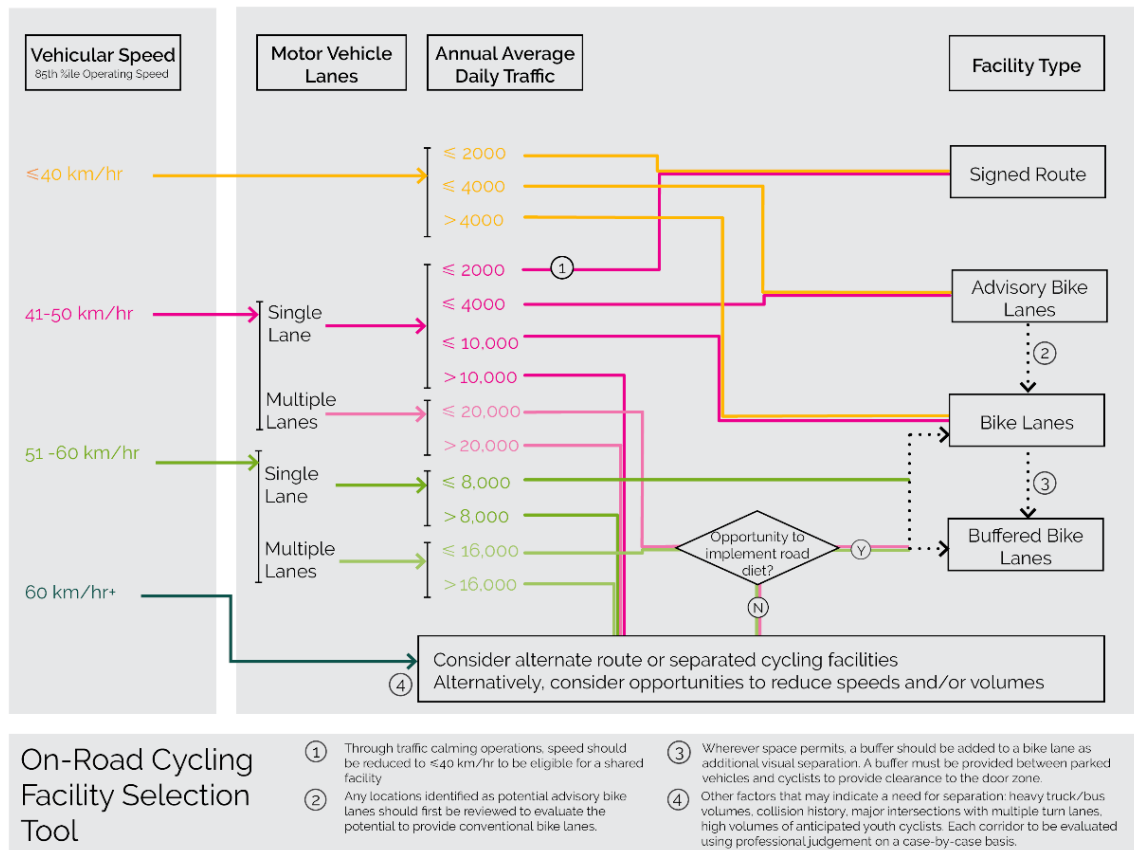 Vehicular Speed
85th %ile Operating Speed
Motor Vehicle
Lanes
Annual Average
Daily Traffic
Facility Type
≤40 km/hr
≤ 2000
≤ 4000
>4000
Signed Route
41-50 km/hr
Single
Lane
≤ 2000
1
≤ 4000
≤ 10,000
>10,000
Advisory Bike
Lanes
2
Multiple
Lanes
≤ 20,000
>20,000
Bike Lanes
51 -60 km/hr
Single
Lane
≤ 8,000
>8,000
3
Multiple
Lanes
≤ 16,000
>16,000
Opportunity to
implement road
diet?
Y
N
Buffered Bike
Lanes
60 km/hr+
4
Consider alternate route or separated cycling facilities
Alternatively, consider opportunities to reduce speeds and/or volumes
On-Road Cycling
Facility Selection
Tool
1 Through traffic calming operations, speed should
be reduced to ≤40 km/hr to be eligible for a shared
facility
2 Any locations identified as potential advisory bike
lanes should first be reviewed to evaluate the
potential to provide conventional bike lanes.
3 Wherever space permits, a buffer should be added to a bike lane as
additional visual separation. A buffer must be provided between parked
vehicles and cyclists to provide clearance to the door zone.
4 Other factors that may indicate a need for separation: heavy truck/bus
volumes, collision history, major intersections with multiple turn lanes,
high volumes of anticipated youth cyclists. Each corridor to be evaluated
using professional judgement on a case-by-case basis.